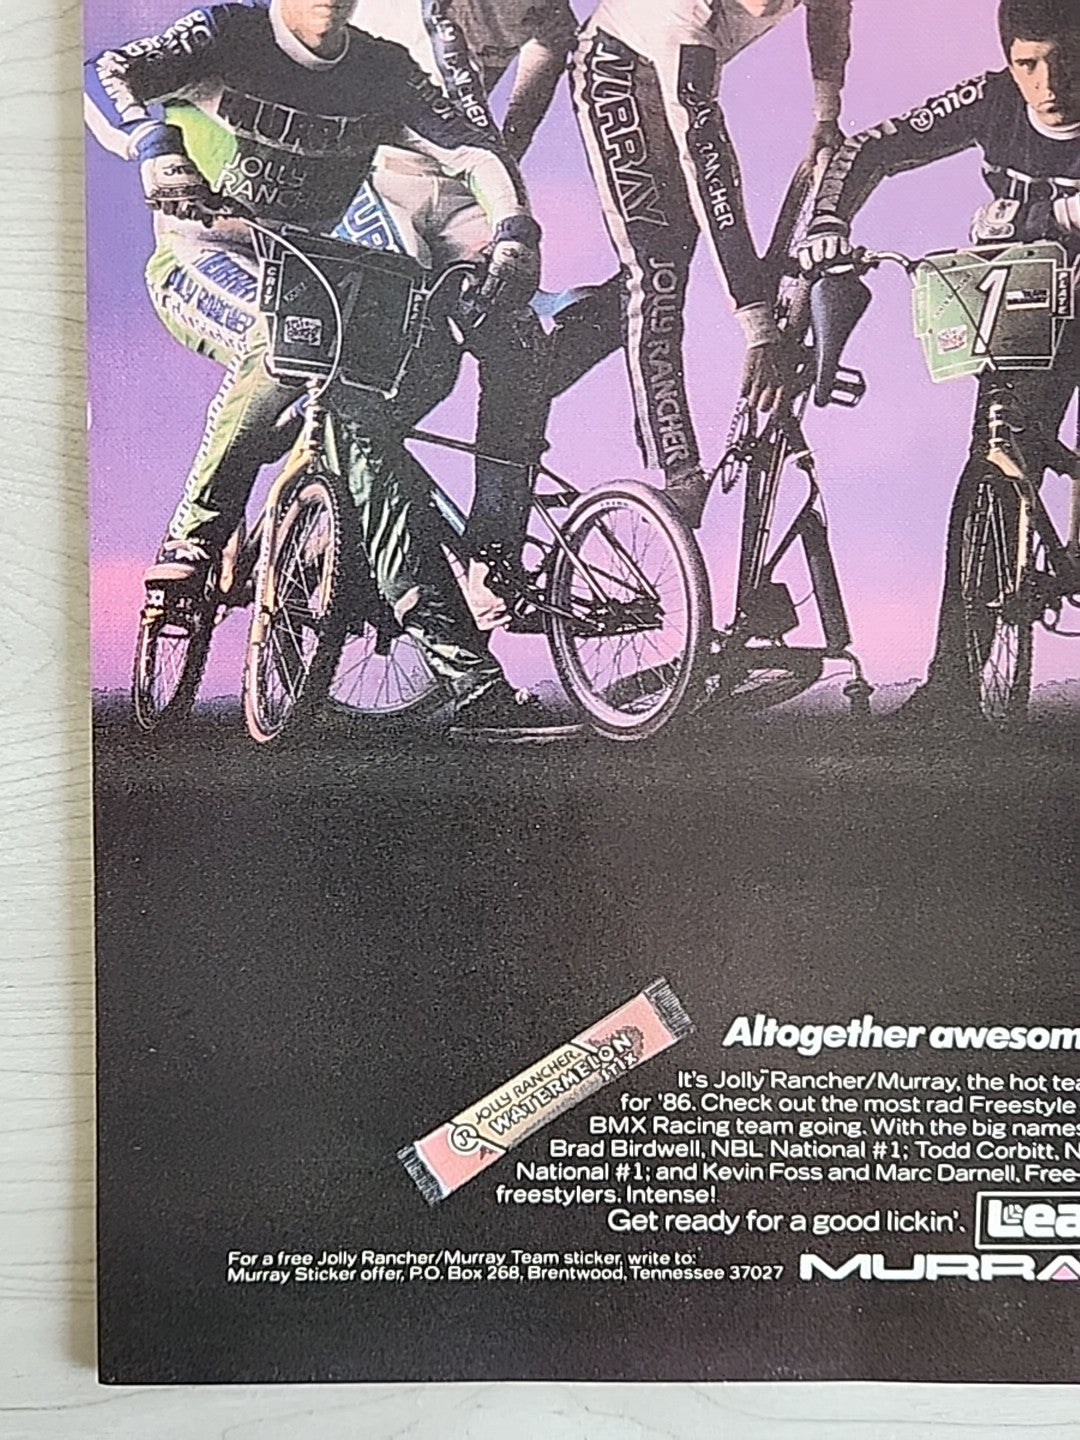 MURRAY
JOLLY
RANCHER
MURRAY
JOLLY RANCHER
RANCHER
1
1
JOLLY RANCHER
WATERMELON
STIX
Altogether awesom
It's Jolly Rancher/Murray, the hot tea
for '86. Check out the most rad Freestyle
BMX Racing team going. With the big names
Brad Birdwell, NBL National #1; Todd Corbitt, N
National #1; and Kevin Foss and Marc Darnell, Free-
freestylers. Intense!
Get ready for a good lickin'.
Lea
For a free Jolly Rancher/Murray Team sticker, write to:
Murray Sticker offer, P.O. Box 268, Brentwood, Tennessee 37027
MURRA